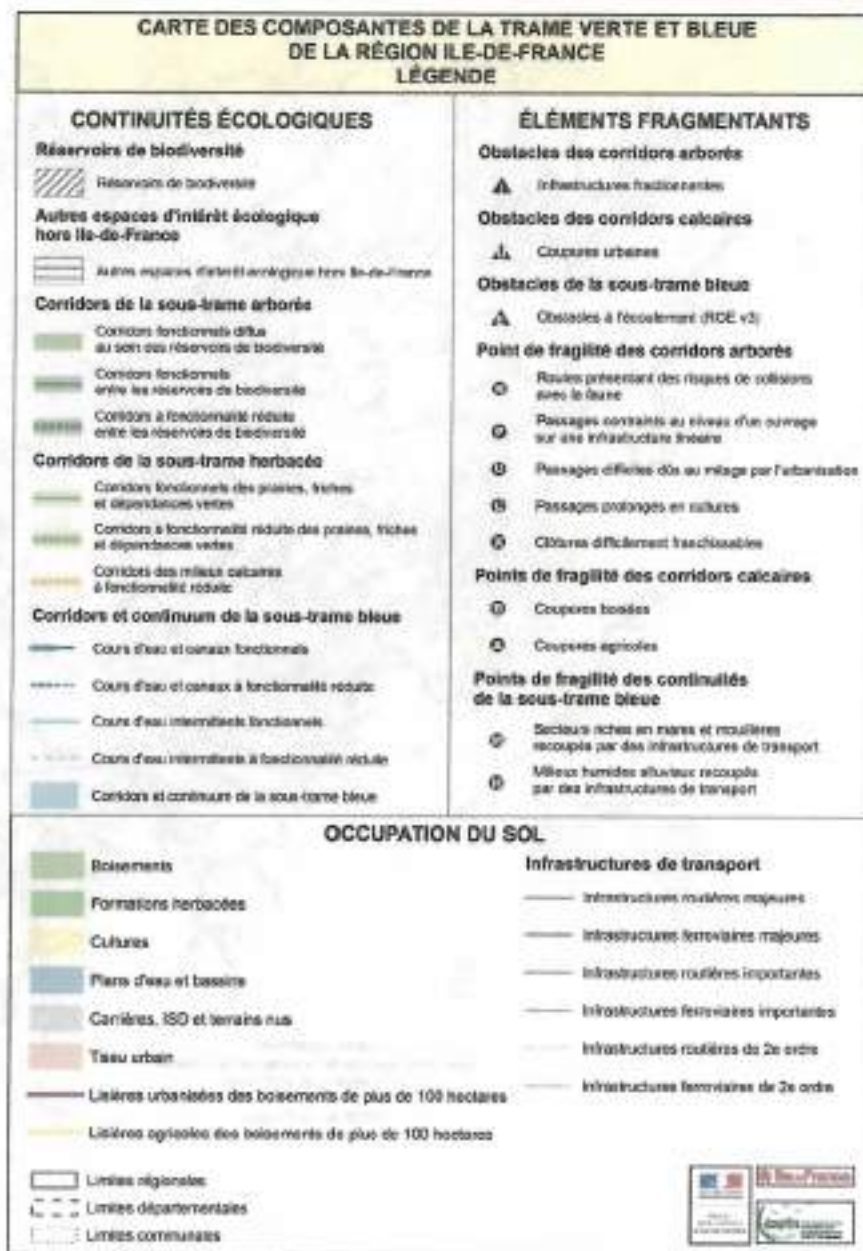 CARTE DES COMPOSANTES DE LA TRAME VERTE ET BLEUE
DE LA RÉGION ILE-DE-FRANCE
LÉGENDE
CONTINUITÉS ÉCOLOGIQUES
Réservoirs de biodiversité
Réservoirs de biodiversité
Autres espaces d'intérêt écologique
hors Ile-de-France
Autres espaces d'intérêt écologique hors Ile-de-France
Corridors de la sous-trame arborée
Corridors fonctionnels diffus
au sein des réservoirs de biodiversité
Corridors fonctionnels
entre les réservoirs de biodiversité
Corridors à fonctionnalité réduite
entre les réservoirs de biodiversité
Corridors de la sous-trame herbacée
Corridors fonctionnels des prairies, friches
et dépendances vertes
Corridors à fonctionnalité réduite des prairies, friches
et dépendances vertes
Corridors des milieux calcaires
à fonctionnalité réduite
Corridors et continuum de la sous-trame bleue
Cours d'eau et canaux fonctionnels
Cours d'eau et canaux à fonctionnalité réduite
Cours d'eau intermittents fonctionnels
Cours d'eau intermittents à fonctionnalité réduite
Corridors et continuum de la sous-trame bleue
ÉLÉMENTS FRAGMENTANTS
Obstacles des corridors arborés
Infrastructures fractionnantes
Obstacles des corridors calcaires
Coupures urbaines
Obstacles de la sous-trame bleue
Obstacles à l'écoulement (ROE v3)
Point de fragilité des corridors arborés
Routes présentant des risques de collisions
avec la faune
Passages contraints au niveau d'un ouvrage
sur une infrastructure linéaire
Passages difficiles dûs au mitage par l'urbanisation
Passages prolongés en cultures
Clôtures difficilement franchissables
Points de fragilité des corridors calcaires
Coupures boisées
Coupures agricoles
Points de fragilité des continuités
de la sous-trame bleue
Secteurs riches en mares et mouillères
recoupés par des infrastructures de transport
Milieux humides alluviaux recoupés
par des infrastructures de transport
OCCUPATION DU SOL
Boisements
Formations herbacées
Cultures
Plans d'eau et bassins
Carrières, ISD et terrains nus
Tissu urbain
Lisières urbanisées des boisements de plus de 100 hectares
Lisières agricoles des boisements de plus de 100 hectares
Limites régionales
Limites départementales
Limites communales
Infrastructures de transport
Infrastructures routières majeures
Infrastructures ferroviaires majeures
Infrastructures routières importantes
Infrastructures ferroviaires importantes
Infrastructures routières de 2e ordre
Infrastructures ferroviaires de 2e ordre